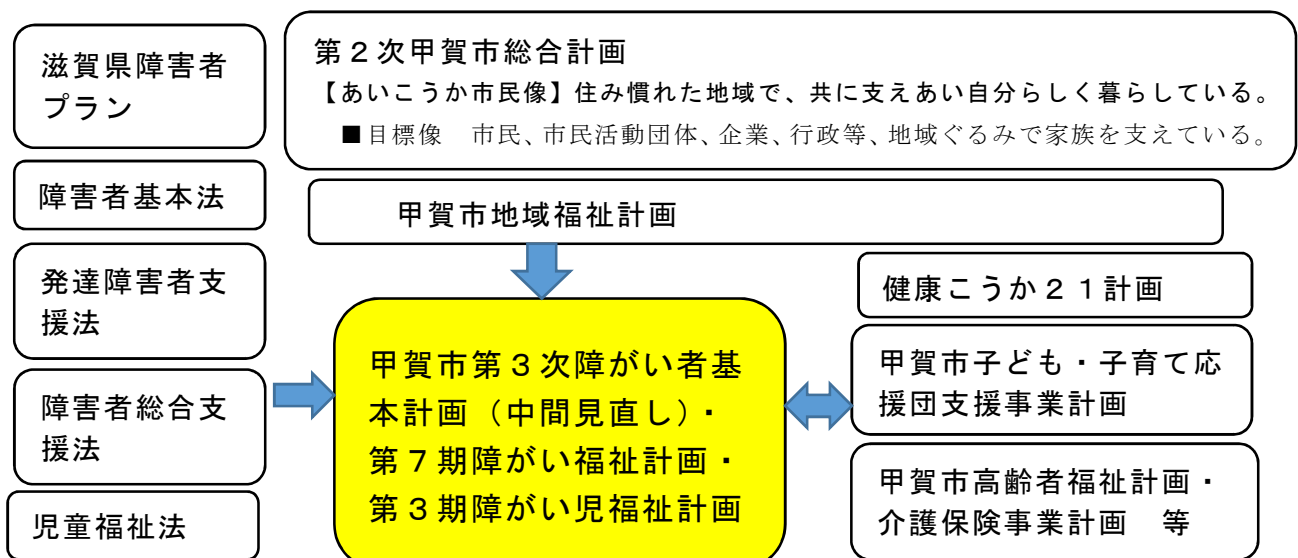 滋賀県障害者
プラン
障害者基本法
発達障害者支
援法
障害者総合支
援法
児童福祉法
第2次甲賀市総合計画
【あいこうか市民像】住み慣れた地域で、共に支えあい自分らしく暮らしている。
■目標像　市民、市民活動団体、企業、行政等、地域ぐるみで家族を支えている。
甲賀市地域福祉計画
甲賀市第3次障がい者基
本計画（中間見直し）・
第7期障がい福祉計画・
第3期障がい児福祉計画
健康こうか21計画
甲賀市子ども・子育て応
援団支援事業計画
甲賀市高齢者福祉計画・
介護保険事業計画　等